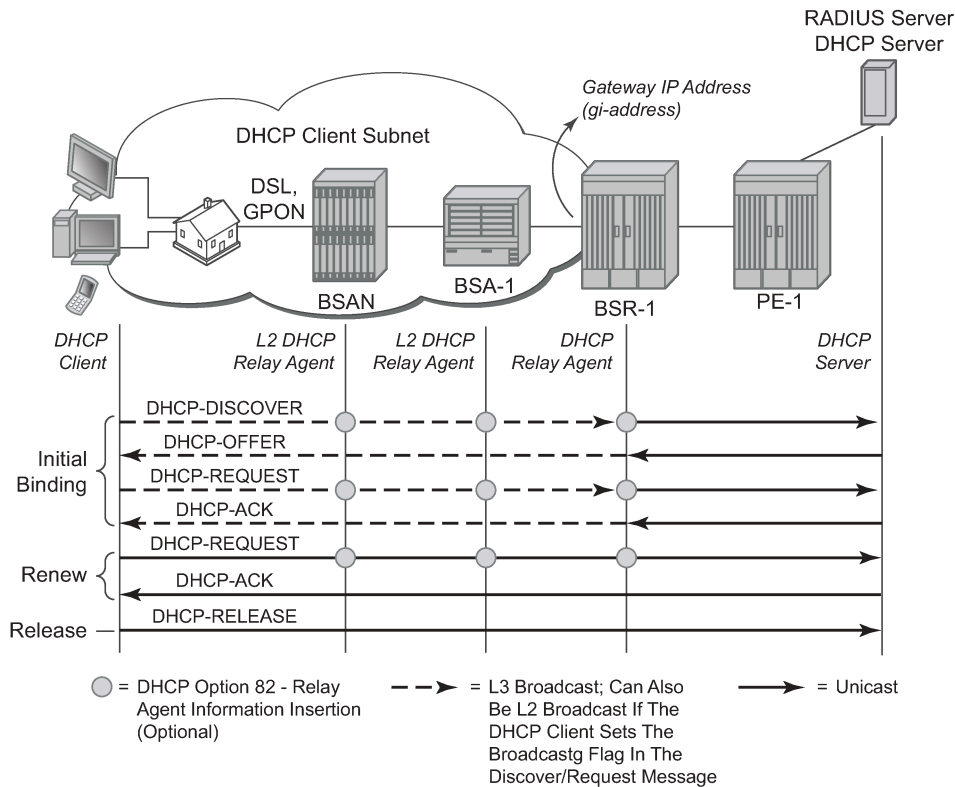 RADIUS Server
DHCP Server
Gateway IP Address
(gi-address)
DHCP Client Subnet
DSL,
GPON
BSAN
BSA-1
BSR-1
PE-1
DHCP
Client
L2 DHCP
Relay Agent
L2 DHCP
Relay Agent
DHCP
Relay Agent
DHCP
Server
Initial
Binding
DHCP-DISCOVER
DHCP-OFFER
DHCP-REQUEST
DHCP-ACK
Renew
DHCP-REQUEST
DHCP-ACK
Release
DHCP-RELEASE
= DHCP Option 82 - Relay
Agent Information Insertion
(Optional)
= L3 Broadcast; Can Also
Be L2 Broadcast If The
DHCP Client Sets The
Broadcastg Flag In The
Discover/Request Message
= Unicast